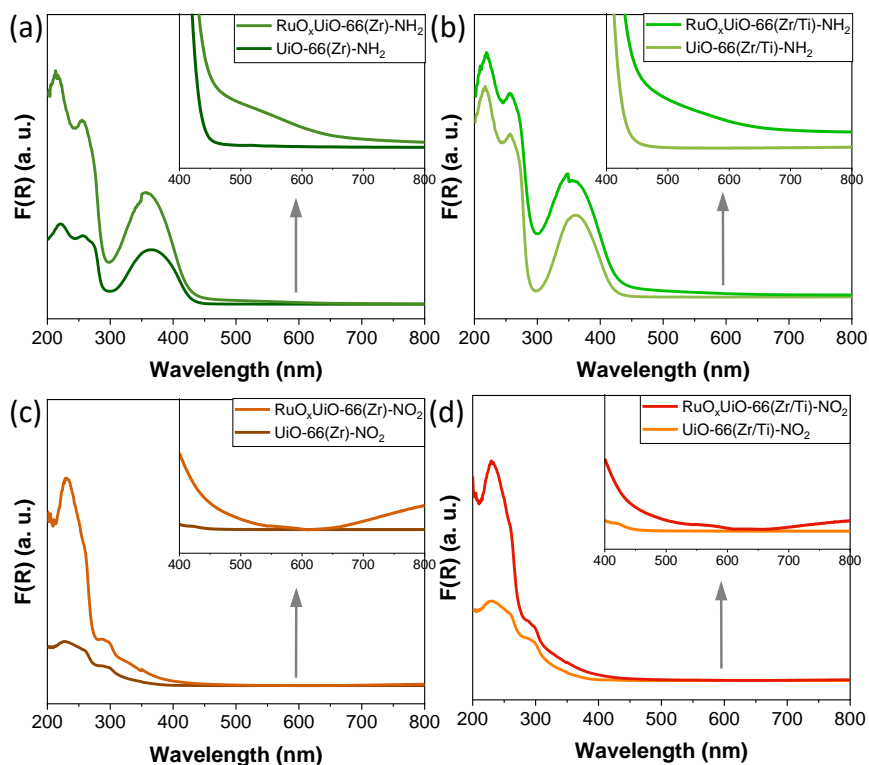 (a)
RuOₓUiO-66(Zr)-NH₂
UiO-66(Zr)-NH₂
400 500 600 700 800
F(R) (a. u.)
200 300 400 500 600 700 800
Wavelength (nm)
(b)
RuOₓUiO-66(Zr/Ti)-NH₂
UiO-66(Zr/Ti)-NH₂
400 500 600 700 800
F(R) (a. u.)
200 300 400 500 600 700 800
Wavelength (nm)
(c)
RuOₓUiO-66(Zr)-NO₂
UiO-66(Zr)-NO₂
400 500 600 700 800
F(R) (a. u.)
200 300 400 500 600 700 800
Wavelength (nm)
(d)
RuOₓUiO-66(Zr/Ti)-NO₂
UiO-66(Zr/Ti)-NO₂
400 500 600 700 800
F(R) (a. u.)
200 300 400 500 600 700 800
Wavelength (nm)